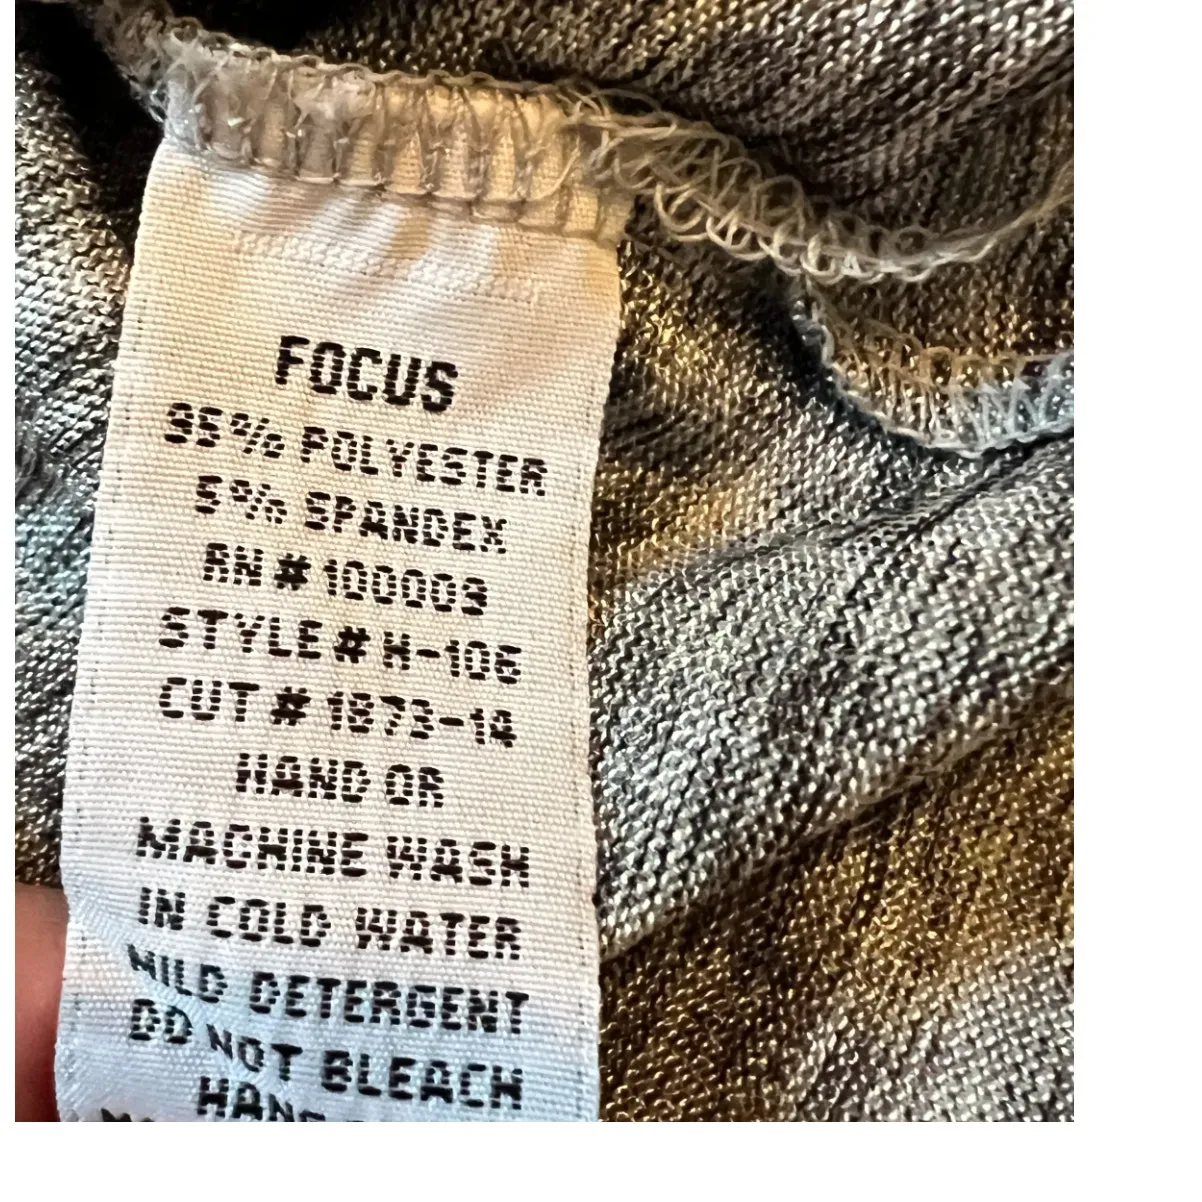 FOCUS
95% POLYESTER
5% SPANDEX
RN # 100009
STYLE # H-106
CUT # 1873-14
HAND OR
MACHINE WASH
IN COLD WATER
MILD DETERGENT
DO NOT BLEACH
HANG